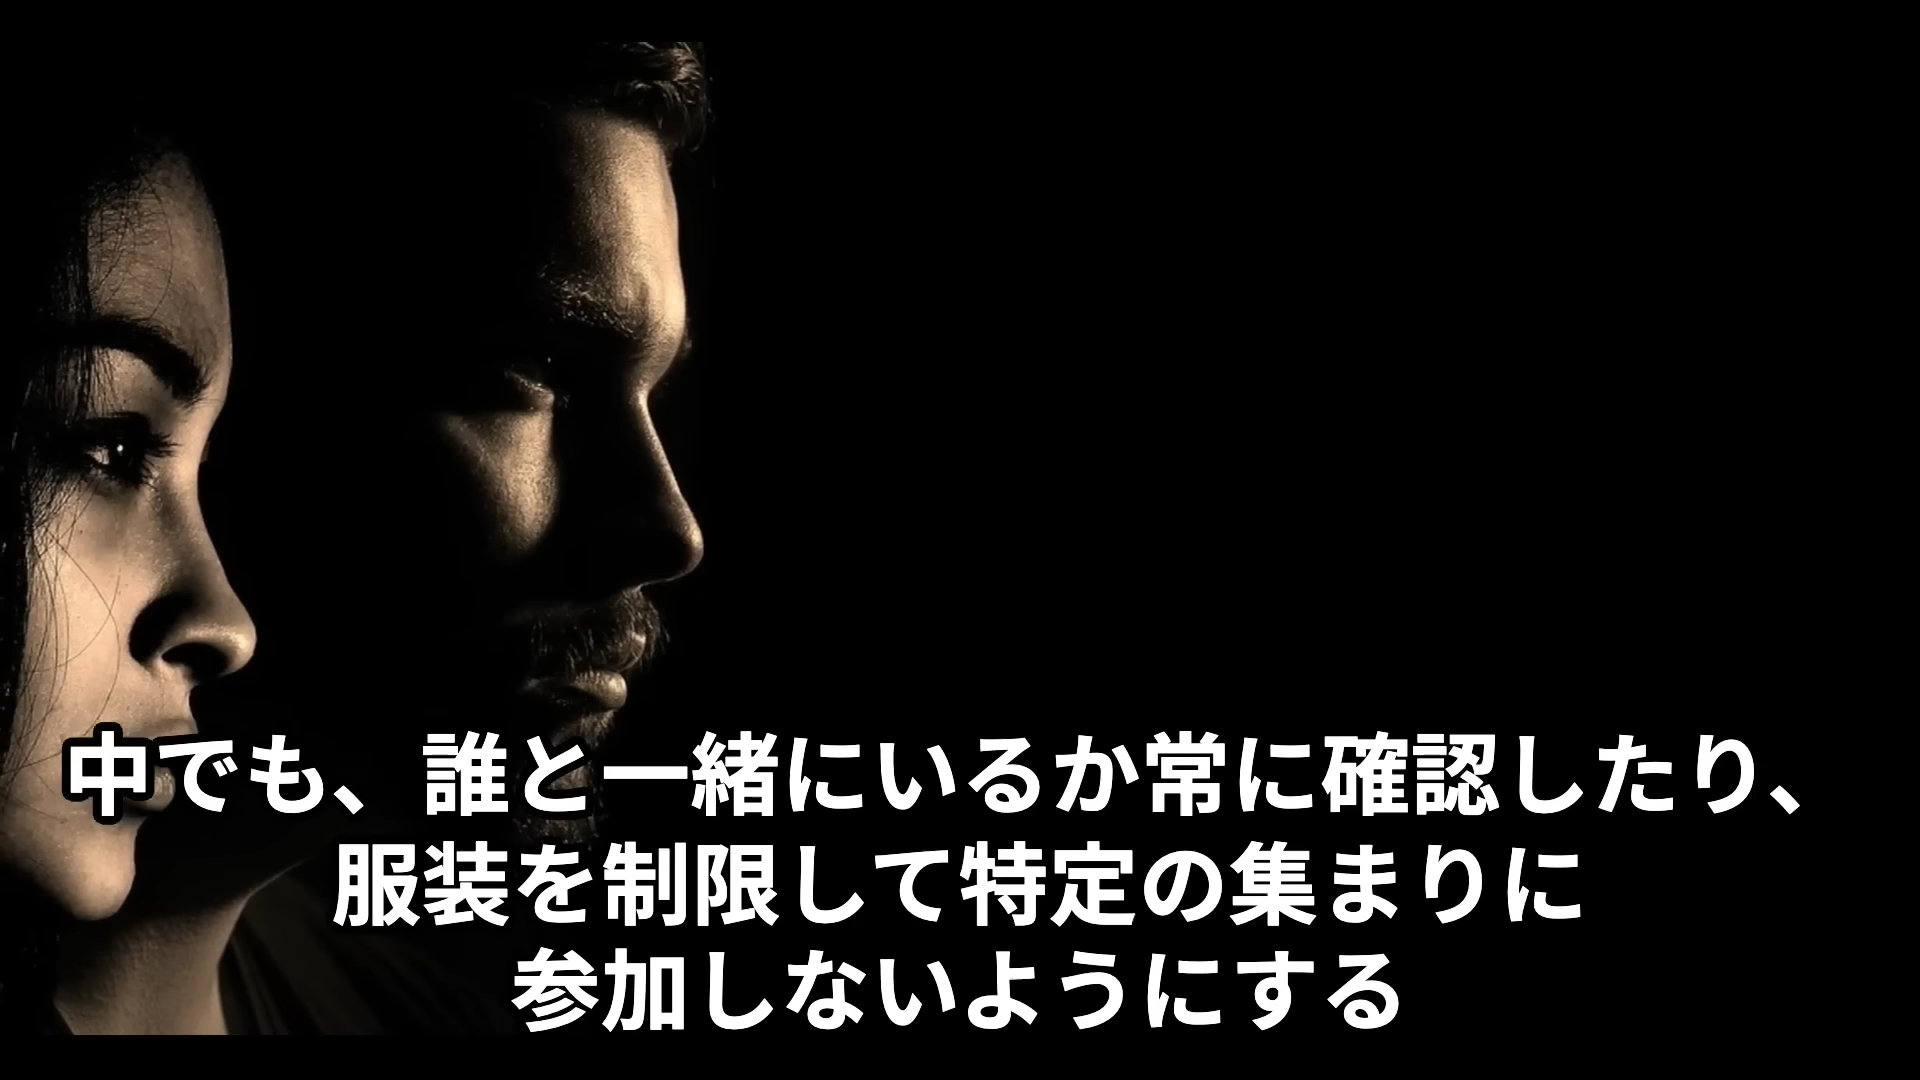 中でも、誰と一緒にいるか常に確認したり、
服装を制限して特定の集まりに
参加しないようにする